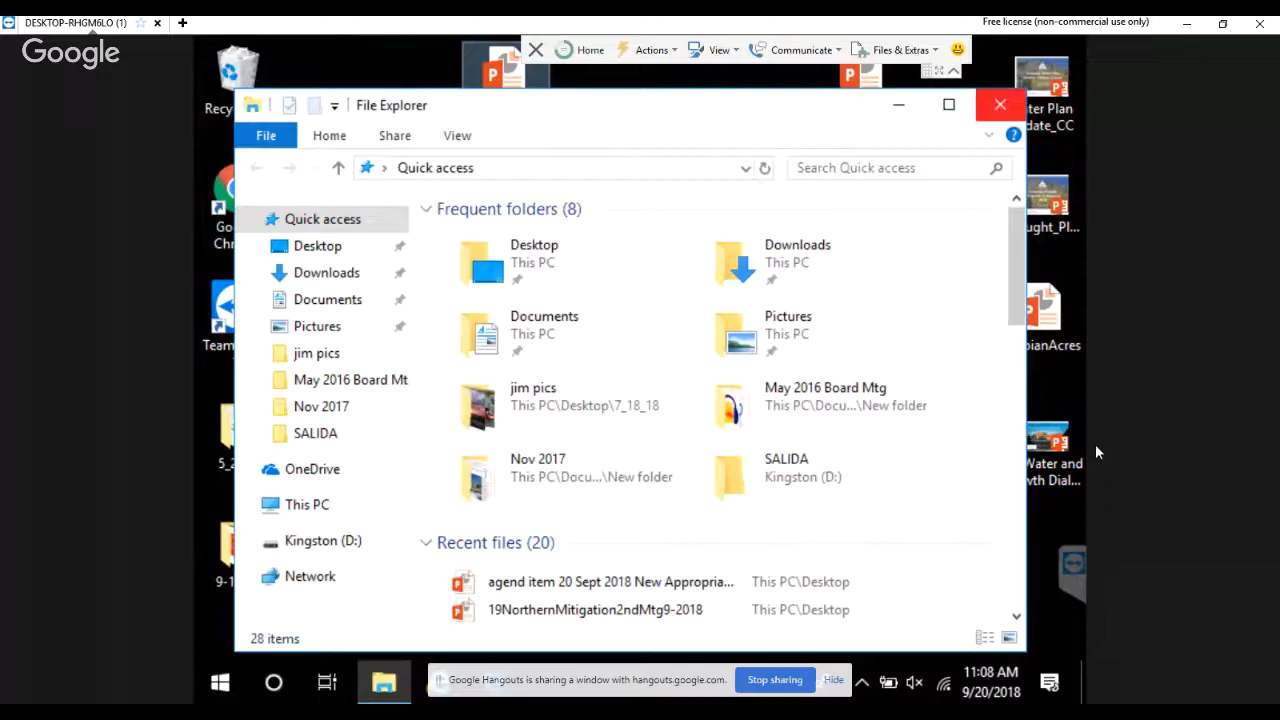 DESKTOP-RHGM6LO (1)
Free license (non-commercial use only)
Google
Home Actions View Communicate Files & Extras
Recy
File Explorer
ter Plan
date_CC
File Home Share View
Quick access
Search Quick access
Quick access
Desktop
Downloads
Documents
Pictures
jim pics
May 2016 Board Mt
Nov 2017
SALIDA
OneDrive
This PC
Kingston (D:)
Network
Frequent folders (8)
Desktop
This PC
Downloads
This PC
Documents
This PC
Pictures
This PC
jim pics
This PC\Desktop\7_18_18
May 2016 Board Mtg
This PC\Docu...\New folder
Nov 2017
This PC\Docu...\New folder
SALIDA
Kingston (D:)
Recent files (20)
agend item 20 Sept 2018 New Appropria... This PC\Desktop
19NorthernMitigation2ndMtg9-2018 This PC\Desktop
28 items
Go
Chr
Team
5_2
9-1
ught_Pl...
bianAcres
Water and
wth Dial...
Google Hangouts is sharing a window with hangouts.google.com. Stop sharing Hide
11:08 AM
9/20/2018